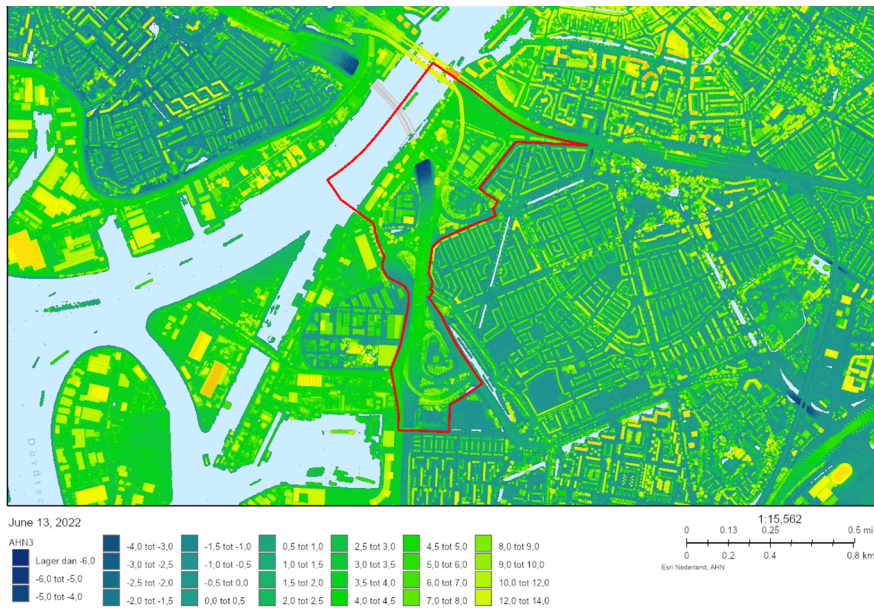 Dordtsc
June 13, 2022
AHN3
Lager dan -6,0
-6,0 tot -5,0
-5,0 tot -4,0
-4,0 tot -3,0
-3,0 tot -2,5
-2,5 tot -2,0
-2,0 tot -1,5
-1,5 tot -1,0
-1,0 tot -0,5
-0,5 tot 0,0
0,0 tot 0,5
0,5 tot 1,0
1,0 tot 1,5
1,5 tot 2,0
2,0 tot 2,5
2,5 tot 3,0
3,0 tot 3,5
3,5 tot 4,0
4,0 tot 4,5
4,5 tot 5,0
5,0 tot 6,0
6,0 tot 7,0
7,0 tot 8,0
8,0 tot 9,0
9,0 tot 10,0
10,0 tot 12,0
12,0 tot 14,0
1:15,562
0 0.13 0.25 0.5 mi
0 0.2 0.4 0.8 km
Esri Nederland, AHN